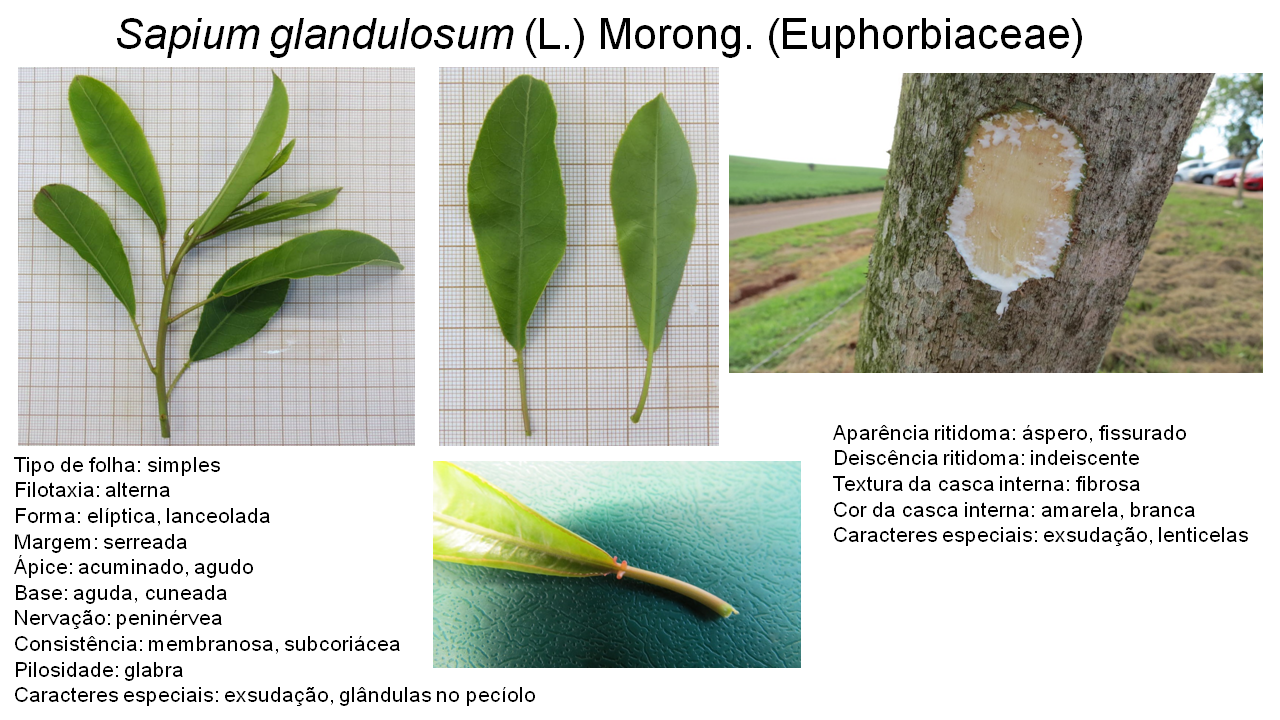 Sapium glandulosum (L.) Morong. (Euphorbiaceae)
Tipo de folha: simples
Filotaxia: alterna
Forma: elíptica, lanceolada
Margem: serreada
Ápice: acuminado, agudo
Base: aguda, cuneada
Nervação: peninérvea
Consistência: membranosa, subcoriácea
Pilosidade: glabra
Caracteres especiais: exsudação, glândulas no pecíolo
Aparência ritidoma: áspero, fissurado
Deiscência ritidoma: indeiscente
Textura da casca interna: fibrosa
Cor da casca interna: amarela, branca
Caracteres especiais: exsudação, lenticelas